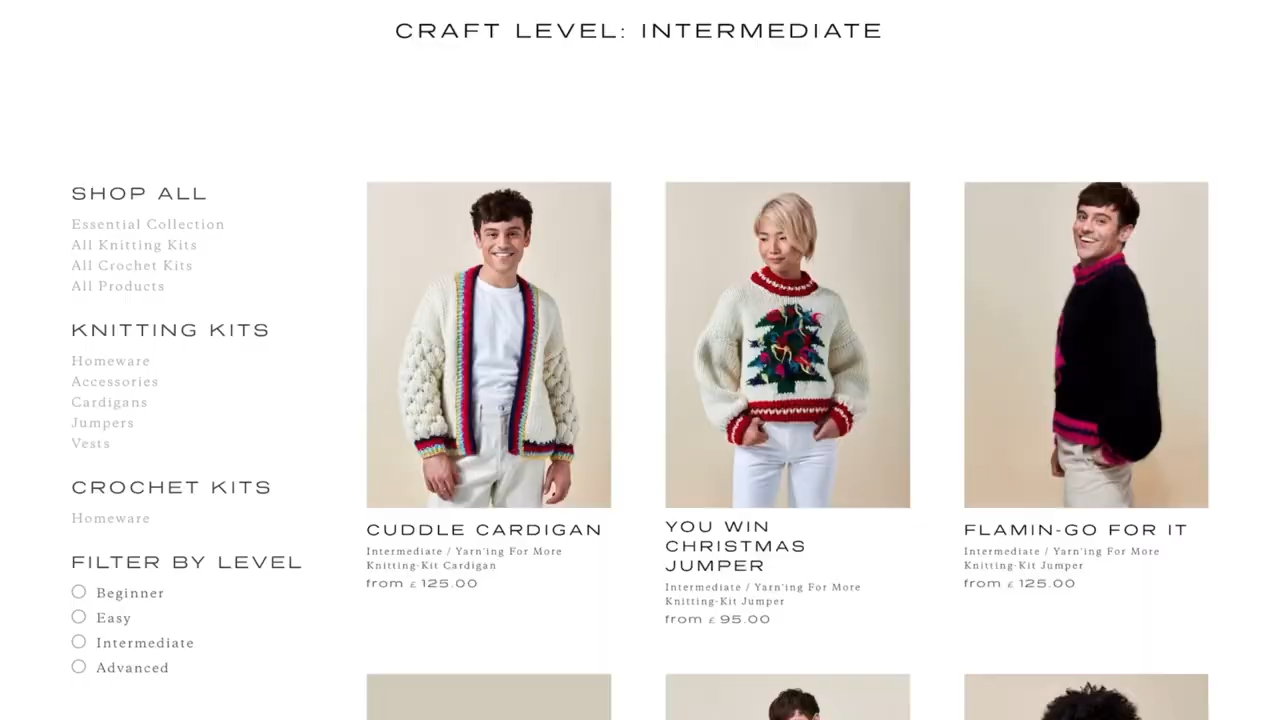 CRAFT LEVEL: INTERMEDIATE
SHOP ALL
Essential Collection
All Knitting Kits
All Crochet Kits
All Products
KNITTING KITS
Homeware
Accessories
Cardigans
Jumpers
Vests
CROCHET KITS
Homeware
FILTER BY LEVEL
Beginner
Easy
Intermediate
Advanced
CUDDLE CARDIGAN
Intermediate / Yarn'ing For More
Knitting-Kit Cardigan
from £ 125.00
YOU WIN
CHRISTMAS
JUMPER
Intermediate / Yarn'ing For More
Knitting-Kit Jumper
from £ 95.00
FLAMIN-GO FOR IT
Intermediate / Yarn'ing For More
Knitting-Kit Jumper
from £ 125.00